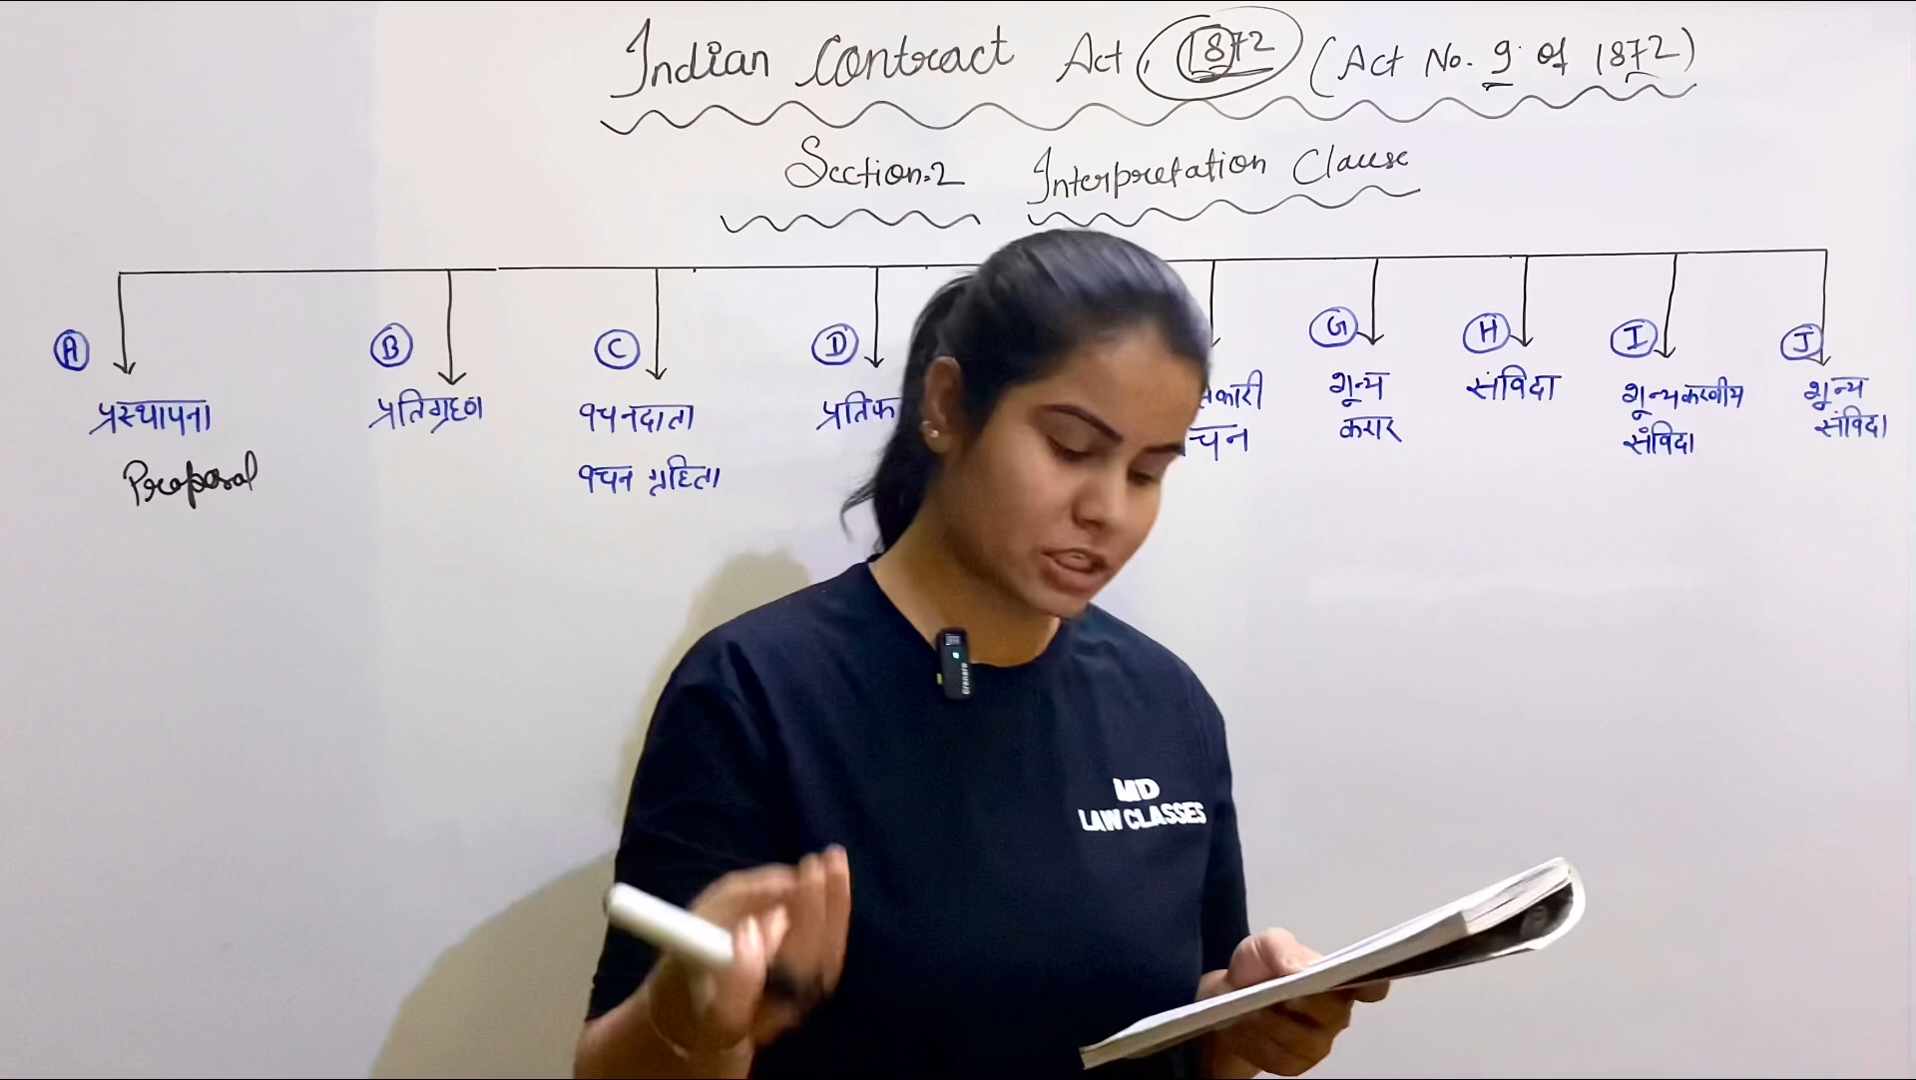 Indian Contract Act, 1872 (Act No. 9 of 1872)
Section.2 Interpretation Clause
A B C D G H I J
प्रस्थापना
Proposal
प्रतिग्रहण
वचनदाता
वचन ग्रहिता
शून्य
करार
संविदा
शून्यकरणीय
संविदा
शून्य
संविदा
MD
LAW CLASSES